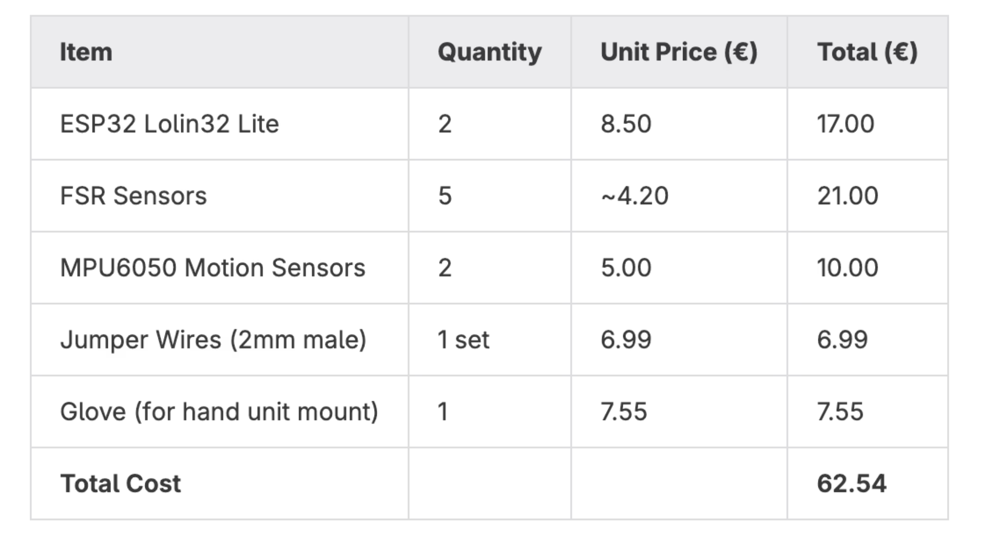 Item Quantity Unit Price (€) Total (€)
ESP32 Lolin32 Lite 2 8.50 17.00
FSR Sensors 5 ~4.20 21.00
MPU6050 Motion Sensors 2 5.00 10.00
Jumper Wires (2mm male) 1 set 6.99 6.99
Glove (for hand unit mount) 1 7.55 7.55
Total Cost 62.54